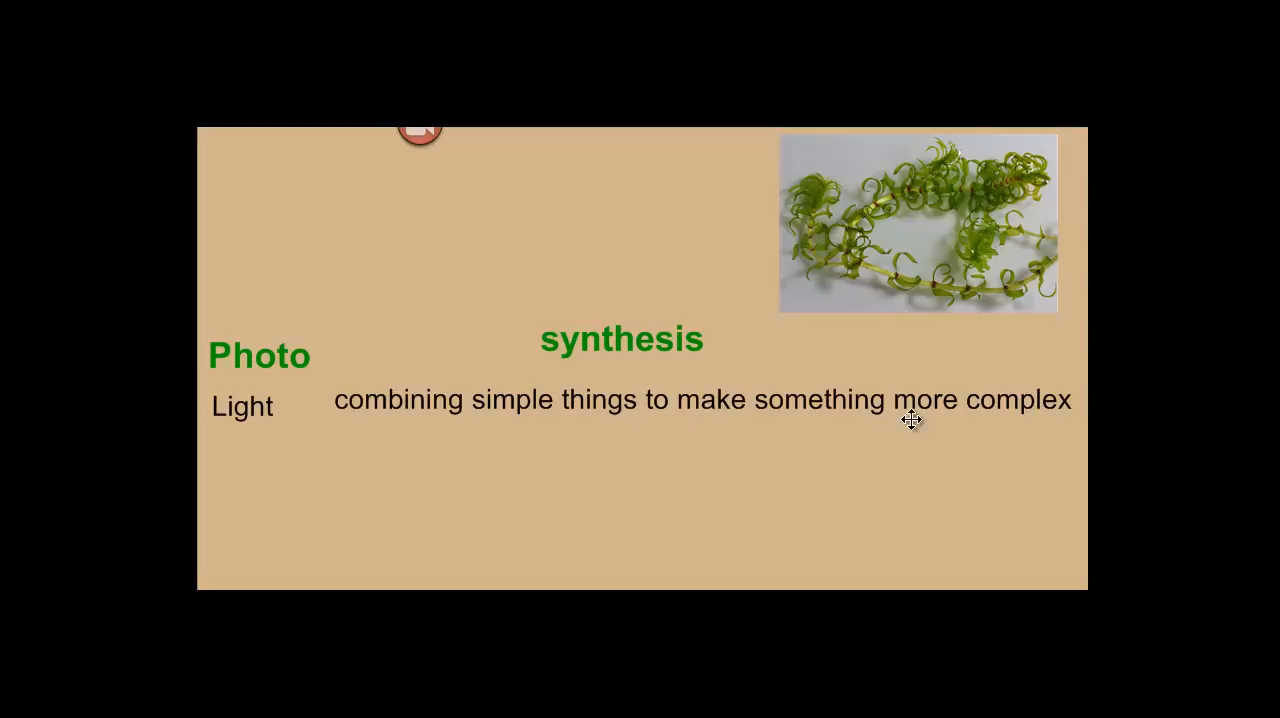 Photo
synthesis
Light
combining simple things to make something more complex